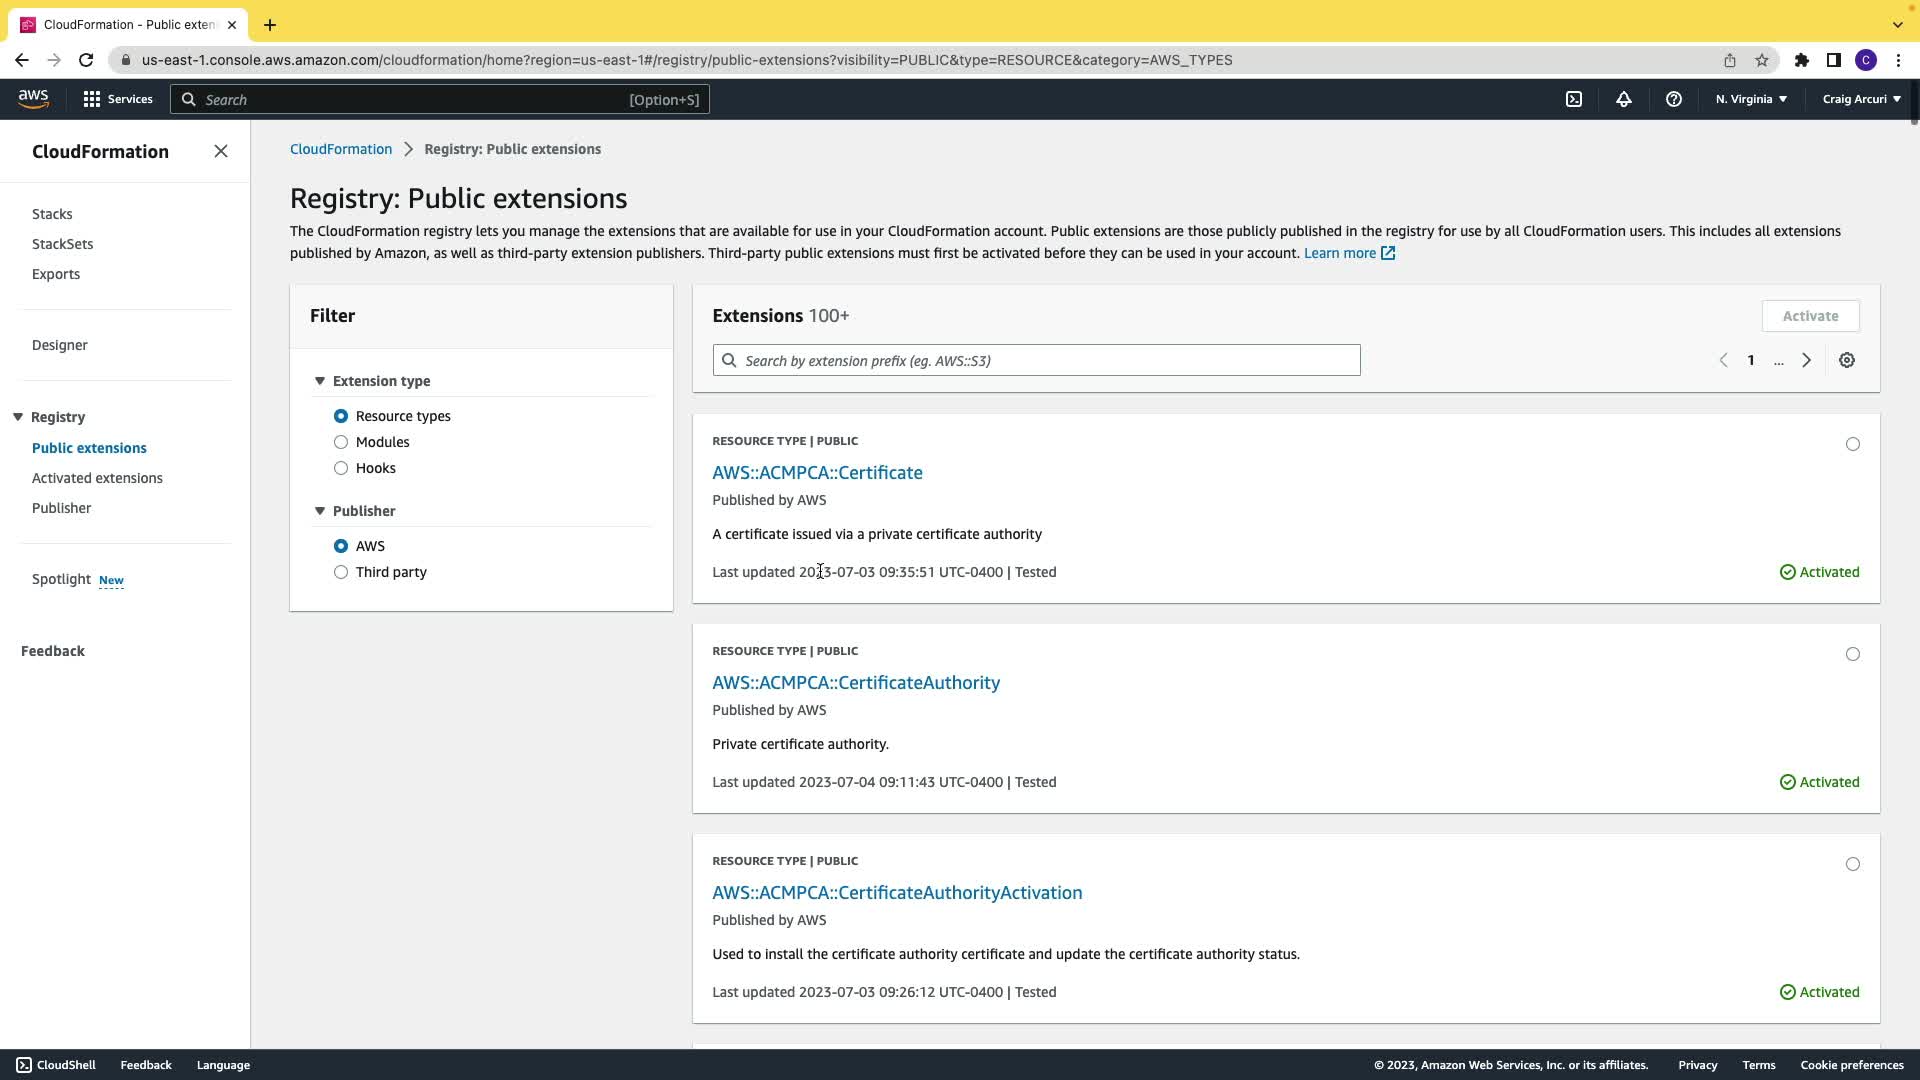 CloudFormation - Public exten
us-east-1.console.aws.amazon.com/cloudformation/home?region=us-east-1#/registry/public-extensions?visibility=PUBLIC&type=RESOURCE&category=AWS_TYPES
C
aws
Services
Search
[Option+S]
N. Virginia
Craig Arcuri
CloudFormation
Stacks
StackSets
Exports
Designer
Registry
Public extensions
Activated extensions
Publisher
Spotlight New
Feedback
CloudFormation > Registry: Public extensions
Registry: Public extensions
The CloudFormation registry lets you manage the extensions that are available for use in your CloudFormation account. Public extensions are those publicly published in the registry for use by all CloudFormation users. This includes all extensions
published by Amazon, as well as third-party extension publishers. Third-party public extensions must first be activated before they can be used in your account. Learn more
Filter
Extension type
Resource types
Modules
Hooks
Publisher
AWS
Third party
Extensions 100+
Activate
Search by extension prefix (eg. AWS::S3)
1 ...
RESOURCE TYPE | PUBLIC
AWS::ACMPCA::Certificate
Published by AWS
A certificate issued via a private certificate authority
Last updated 2023-07-03 09:35:51 UTC-0400 | Tested
Activated
RESOURCE TYPE | PUBLIC
AWS::ACMPCA::CertificateAuthority
Published by AWS
Private certificate authority.
Last updated 2023-07-04 09:11:43 UTC-0400 | Tested
Activated
RESOURCE TYPE | PUBLIC
AWS::ACMPCA::CertificateAuthorityActivation
Published by AWS
Used to install the certificate authority certificate and update the certificate authority status.
Last updated 2023-07-03 09:26:12 UTC-0400 | Tested
Activated
CloudShell
Feedback
Language
© 2023, Amazon Web Services, Inc. or its affiliates.
Privacy
Terms
Cookie preferences